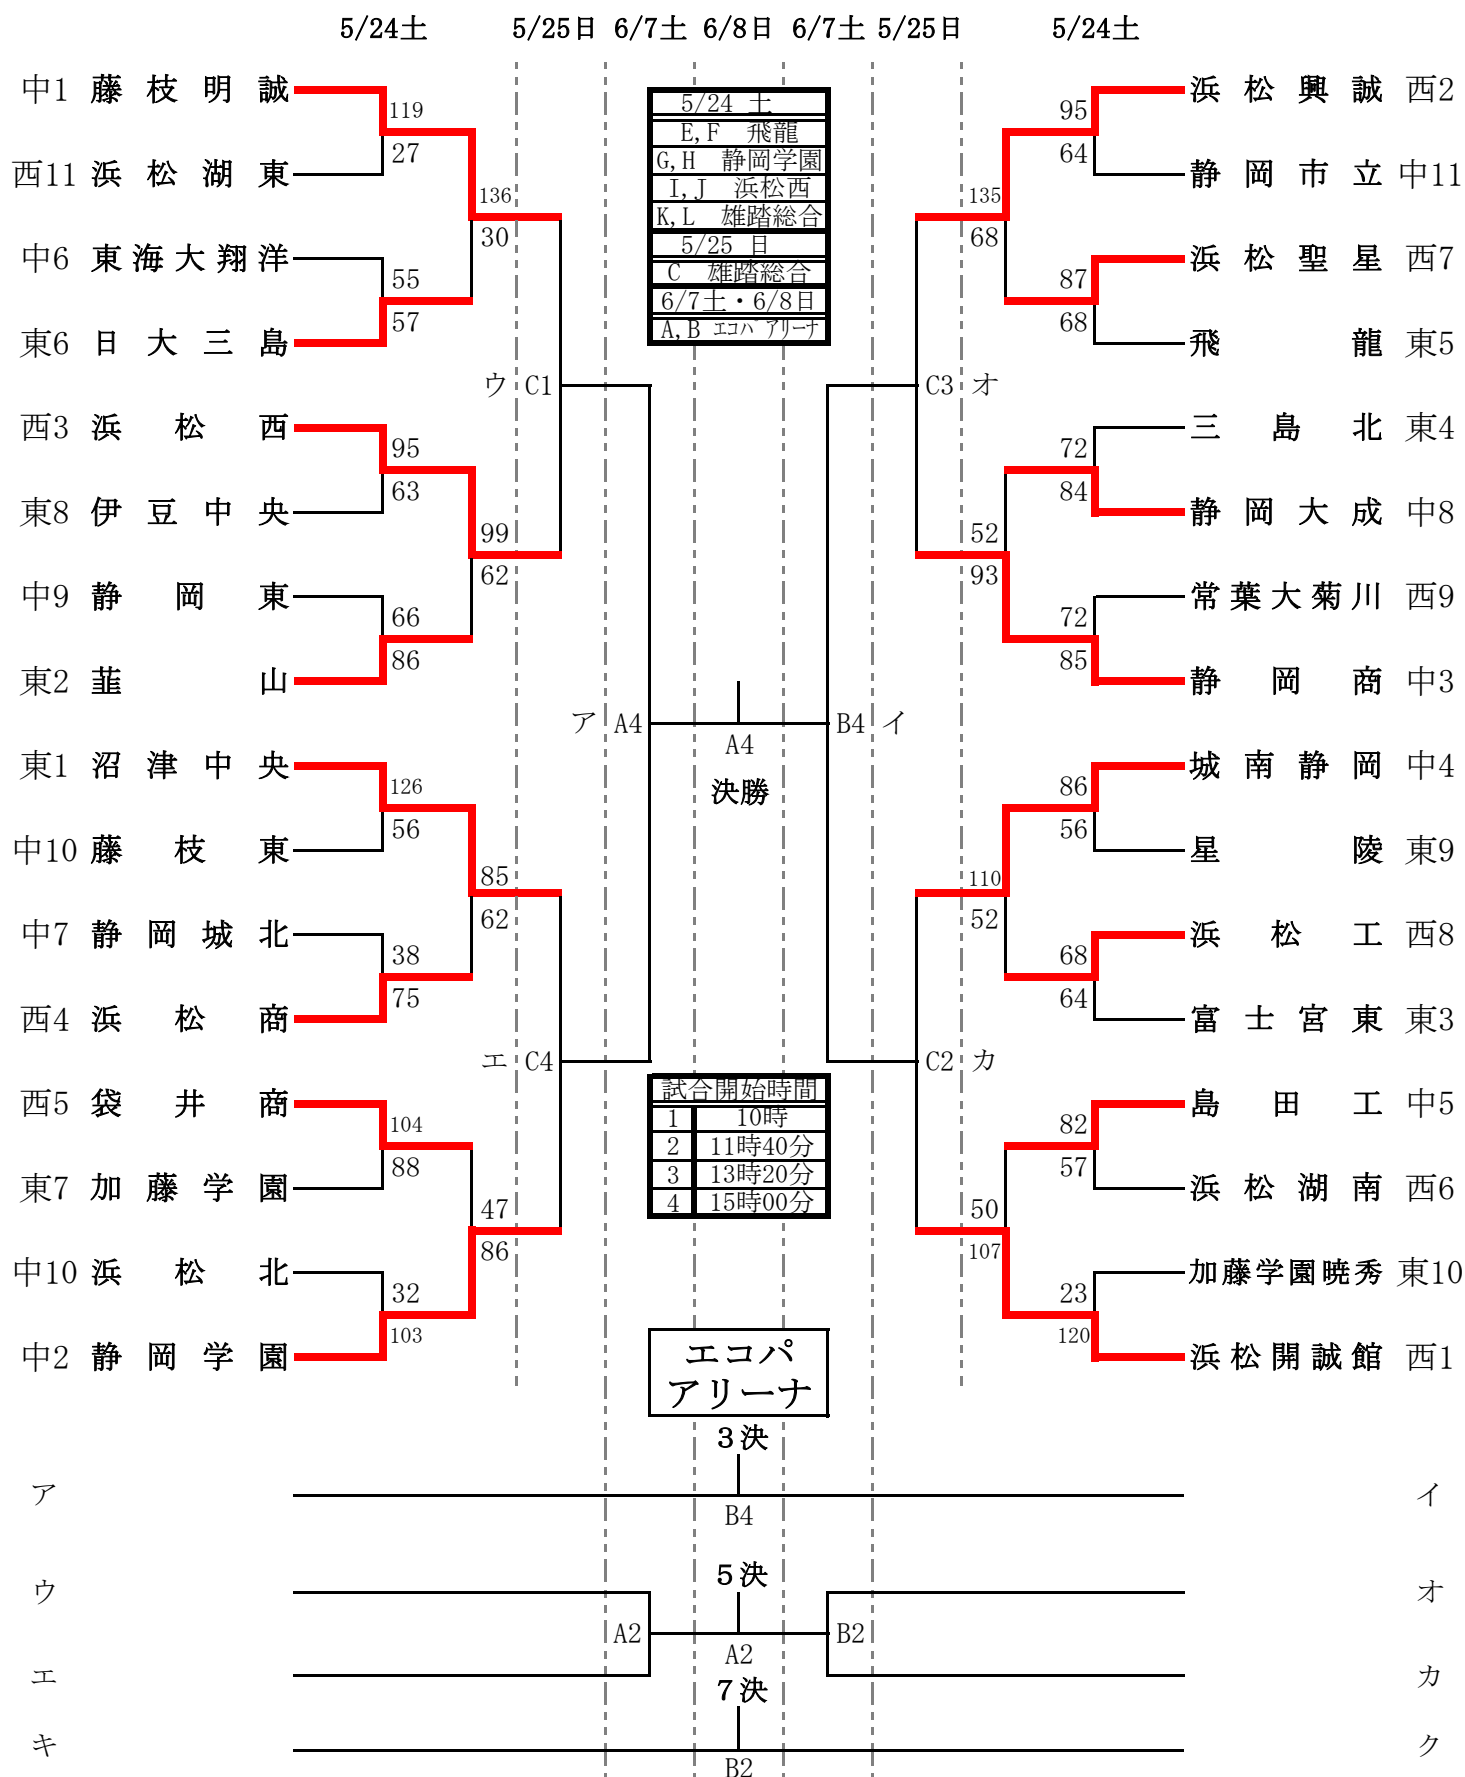 5/24土 5/25日 6/7土 6/8日 6/7土 5/25日 5/24土
中1 藤枝明誠
119
27
西11 浜松湖東
136
30
中6 東海大翔洋
55
57
東6 日大三島
ウ C1
西3 浜松西
95
63
東8 伊豆中央
99
62
中9 静岡東
66
86
東2 韮山
ア A4
東1 沼津中央
126
56
中10 藤枝東
85
62
中7 静岡城北
38
75
西4 浜松商
エ C4
西5 袋井商
104
88
東7 加藤学園
47
86
中10 浜松北
32
103
中2 静岡学園
5/24 土
E,F 飛龍
G,H 静岡学園
I,J 浜松西
K,L 雄踏総合
5/25 日
C 雄踏総合
6/7土・6/8日
A,B エコパアリーナ
A4
決勝
試合開始時間
1 10時
2 11時40分
3 13時20分
4 15時00分
エコパ
アリーナ
浜松興誠 西2
95
64
静岡市立 中11
135
68
浜松聖星 西7
87
68
飛龍 東5
C3 オ
三島北 東4
72
84
静岡大成 中8
52
93
常葉大菊川 西9
72
85
静岡商 中3
B4 イ
城南静岡 中4
86
56
星陵 東9
110
52
浜松工 西8
68
64
富士宮東 東3
C2 カ
島田工 中5
82
57
浜松湖南 西6
50
107
加藤学園暁秀 東10
23
120
浜松開誠館 西1
3決
ア イ
B4
5決
ウ オ
A2 B2
A2
エ カ
7決
キ ク
B2